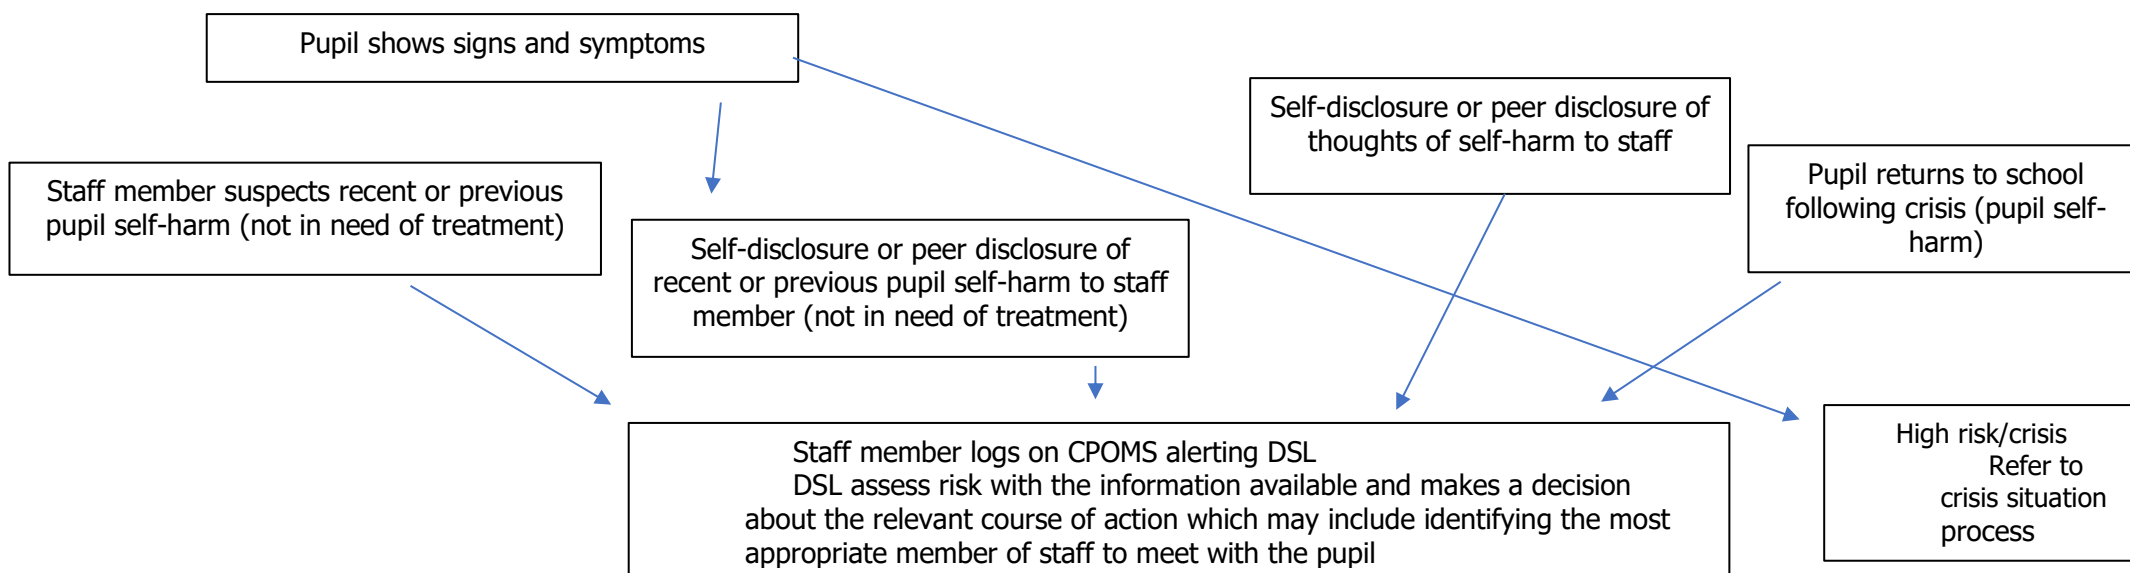 Pupil shows signs and symptoms
Self-disclosure or peer disclosure of
thoughts of self-harm to staff
Pupil returns to school
following crisis (pupil self-
harm)
Staff member suspects recent or previous
pupil self-harm (not in need of treatment)
Self-disclosure or peer disclosure of
recent or previous pupil self-harm to staff
member (not in need of treatment)
Staff member logs on CPOMS alerting DSL
DSL assess risk with the information available and makes a decision
about the relevant course of action which may include identifying the most
appropriate member of staff to meet with the pupil
High risk/crisis
Refer to
crisis situation
process